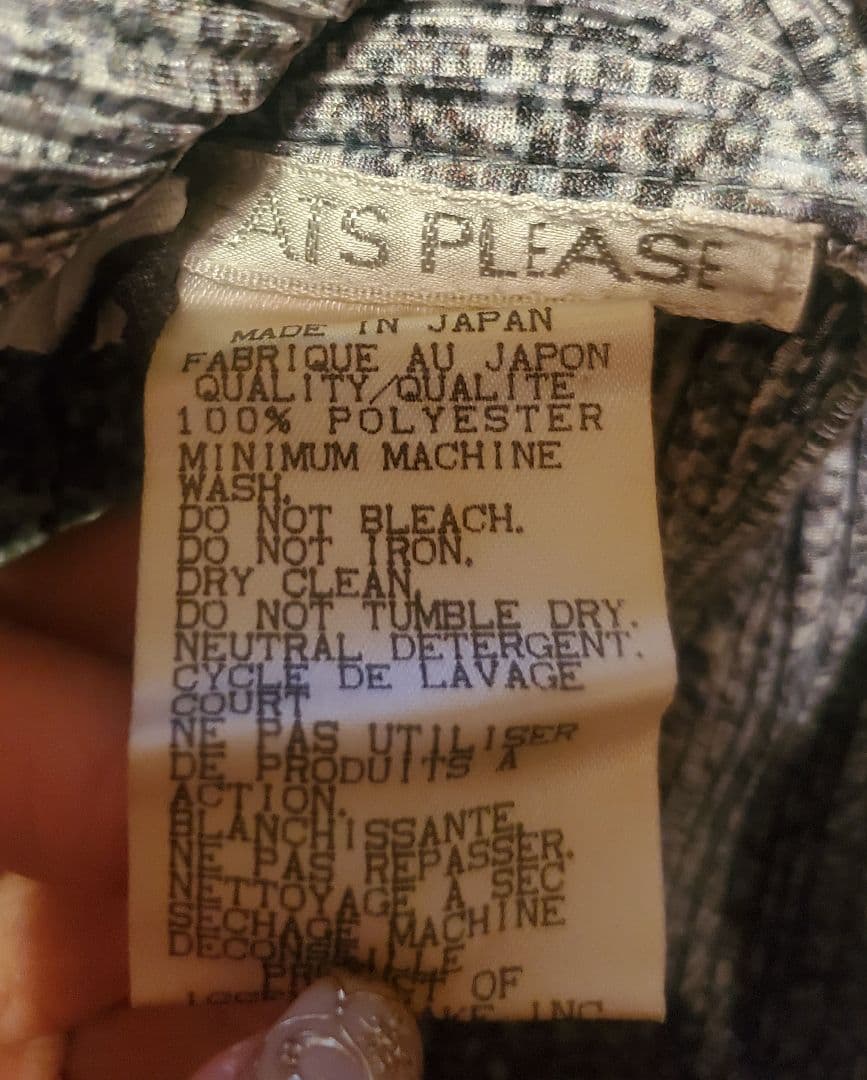 ATS PLEASE
MADE IN JAPAN
FABRIQUE AU JAPON
QUALITY/QUALITE
100% POLYESTER
MINIMUM MACHINE
WASH.
DO NOT BLEACH.
DO NOT IRON.
DRY CLEAN.
DO NOT TUMBLE DRY.
NEUTRAL DETERGENT.
CYCLE DE LAVAGE
COURT
NE PAS UTILISER
DE PRODUITS A
ACTION.
BLANCHISSANTE.
NE PAS REPASSER.
NETTOYAGE A SEC
SECHAGE MACHINE
DECONSEILLE
OF
INC